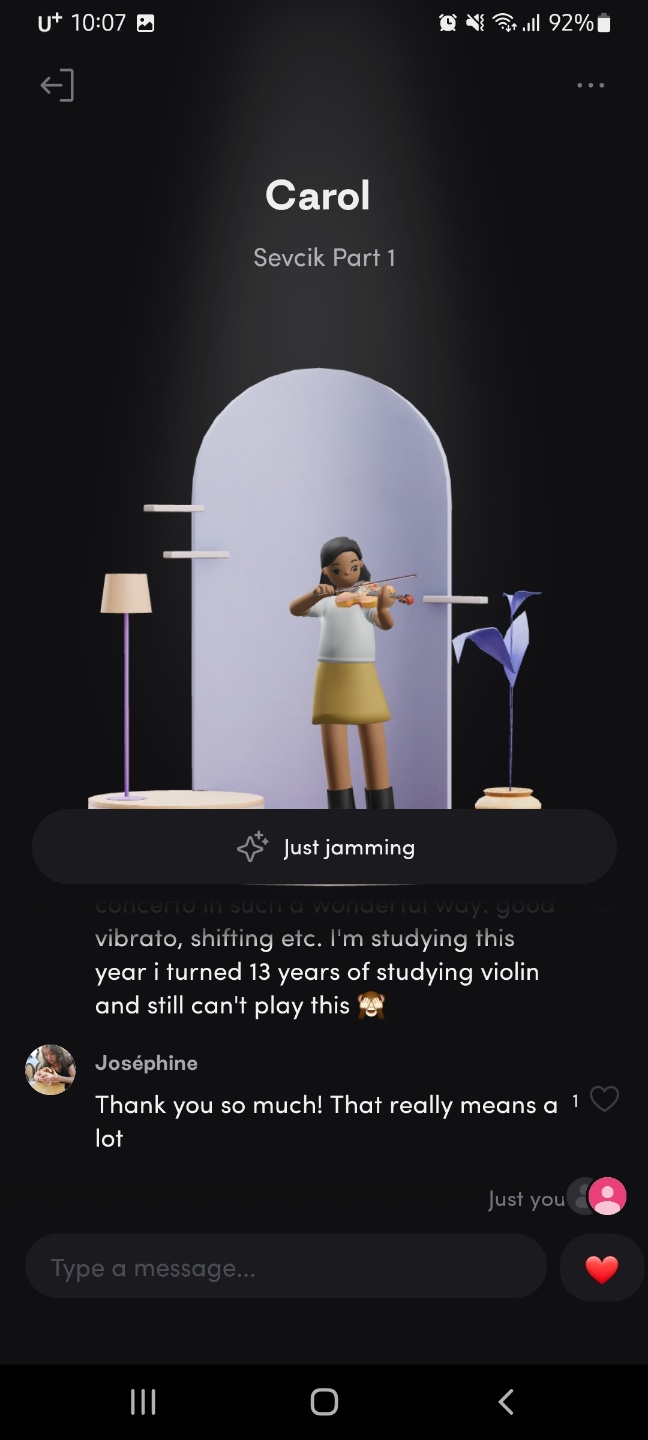 U+ 10:07 92%
Carol
Sevcik Part 1
Just jamming
concerto in such a wonderful way: good
vibrato, shifting etc. I'm studying this
year i turned 13 years of studying violin
and still can't play this 🙈
Joséphine
Thank you so much! That really means a 1
lot
Just you
Type a message...